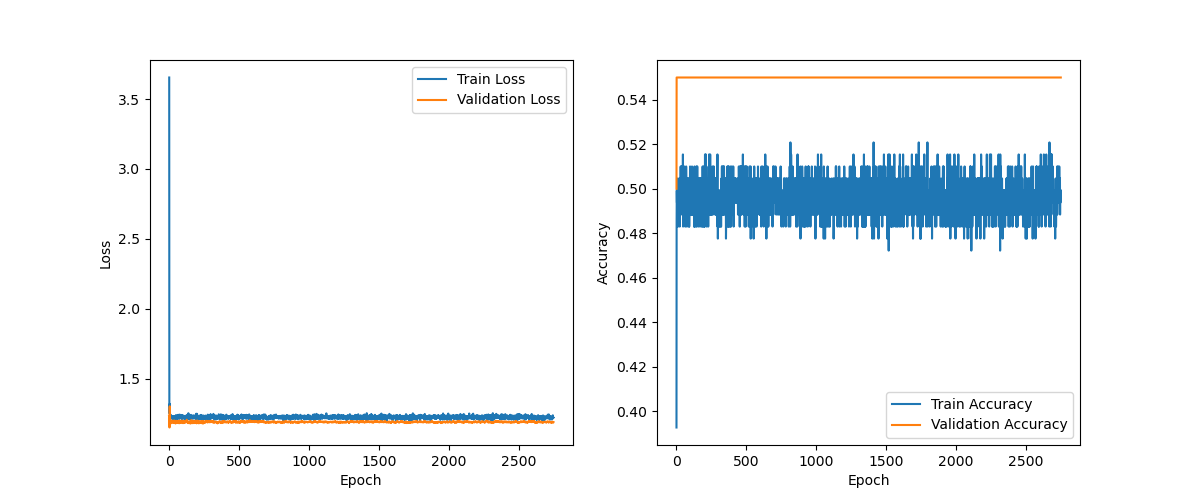 3.5
3.0
2.5
2.0
1.5
Loss
0 500 1000 1500 2000 2500
Epoch
Train Loss
Validation Loss
0.54
0.52
0.50
0.48
0.46
0.44
0.42
0.40
Accuracy
0 500 1000 1500 2000 2500
Epoch
Train Accuracy
Validation Accuracy